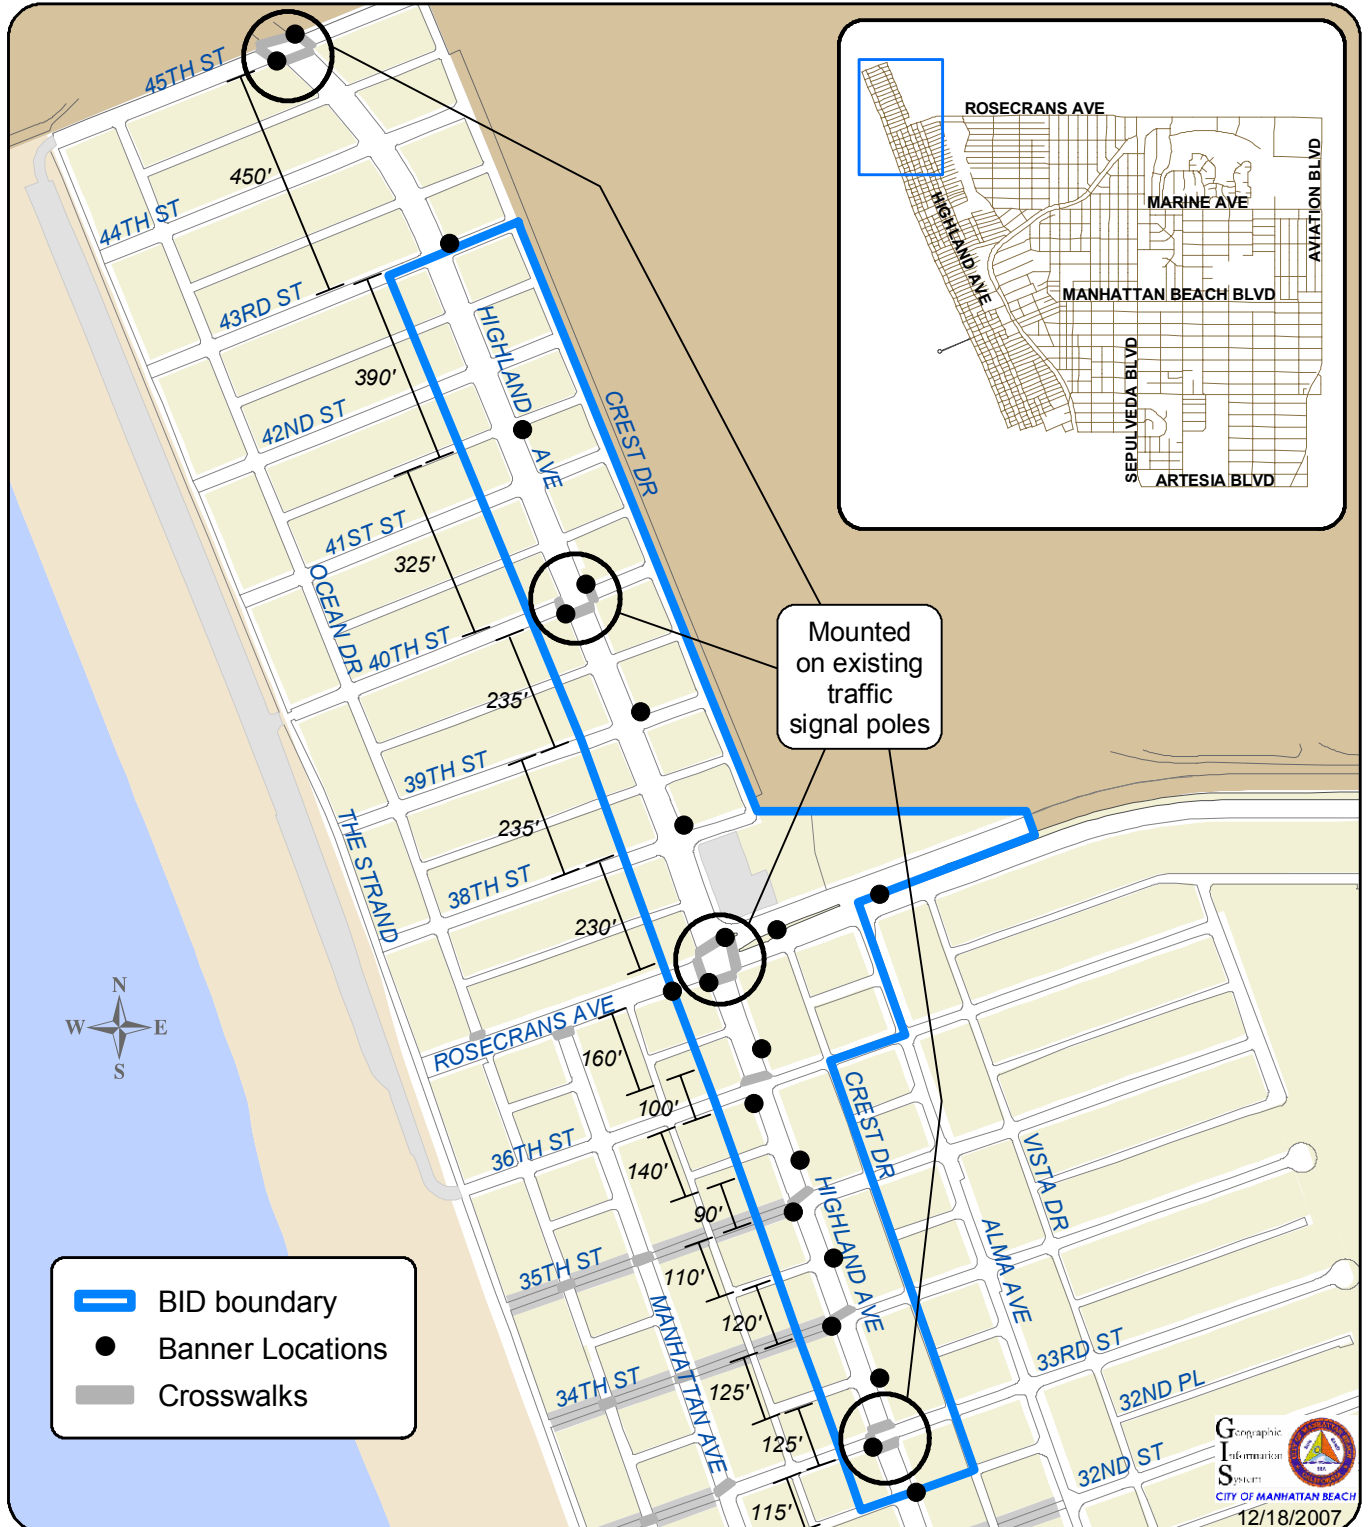 45TH ST
44TH ST
43RD ST
42ND ST
41ST ST
40TH ST
39TH ST
38TH ST
ROSECRANS AVE
36TH ST
35TH ST
34TH ST
450'
390'
325'
235'
235'
230'
160'
100'
140'
90'
110'
120'
125'
125'
115'
HIGHLAND
AVE
CREST DR
OCEAN DR
THE STRAND
MANHATTAN AVE
HIGHLAND AVE
CREST DR
ALMA AVE
VISTA DR
33RD ST
32ND PL
32ND ST
Mounted
on existing
traffic
signal poles
ROSECRANS AVE
MARINE AVE
AVIATION BLVD
HIGHLAND AVE
MANHATTAN BEACH BLVD
SEPULVEDA BLVD
ARTESIA BLVD
N
W E
S
BID boundary
Banner Locations
Crosswalks
Geographic
Information
System
CITY OF MANHATTAN BEACH
12/18/2007